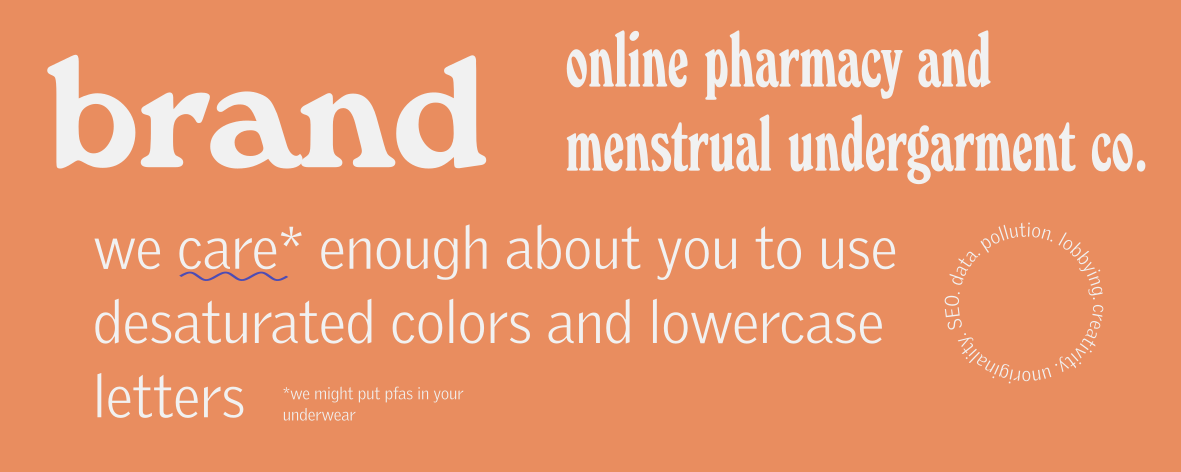 brand
online pharmacy and
menstrual undergarment co.
we care* enough about you to use
desaturated colors and lowercase
letters
*we might put pfas in your
underwear
SEO. data. pollution. lobbying. creativity. unoriginality.